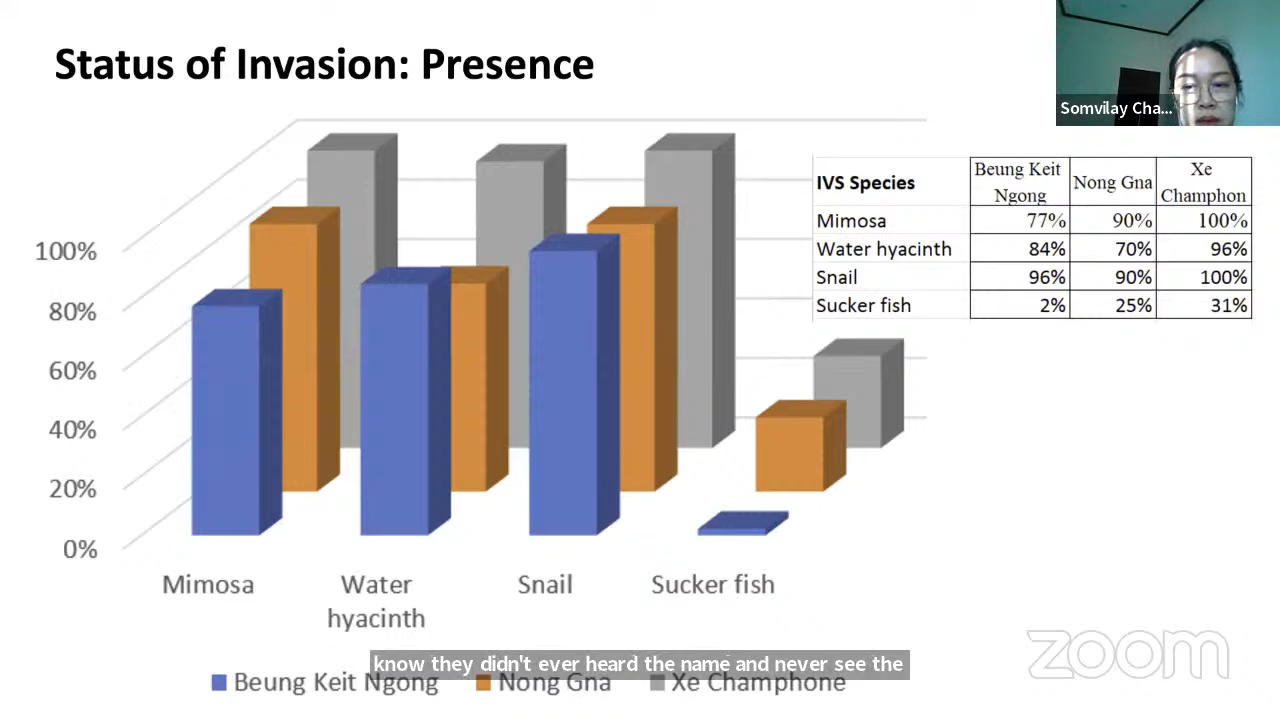 Status of Invasion: Presence
Somvilay Cha...
IVS Species Beung Keit Ngong Nong Gna Xe Champhon
Mimosa 77% 90% 100%
Water hyacinth 84% 70% 96%
Snail 96% 90% 100%
Sucker fish 2% 25% 31%
100%
80%
60%
40%
20%
0%
Mimosa
Water
hyacinth
Snail
Sucker fish
know they didn't ever heard the name and never see the
Beung Keit Ngong Nong Gna Xe Champhone
zoom